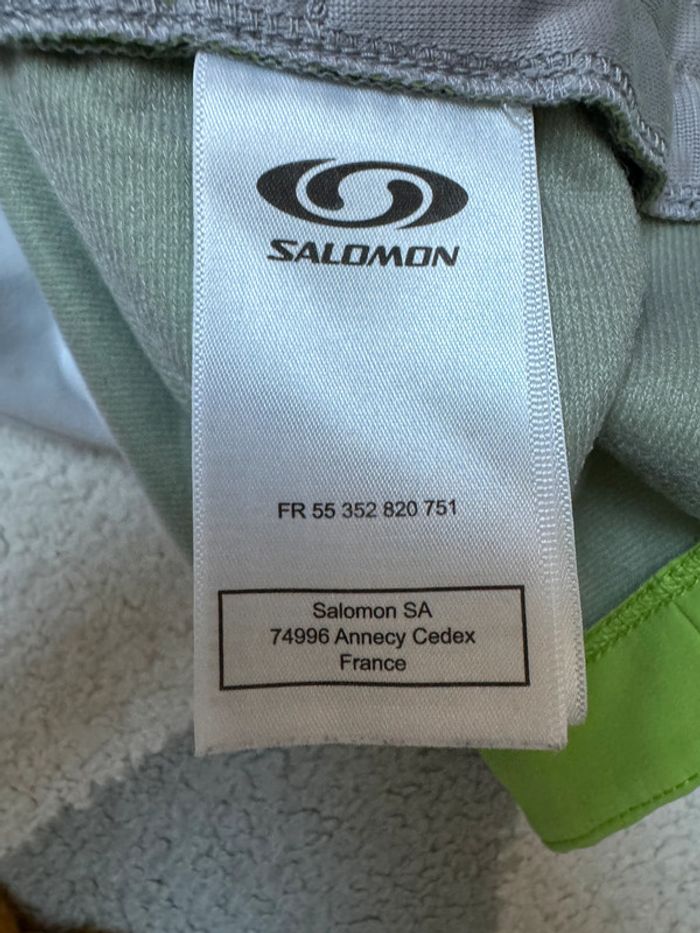 SALOMON
FR 55 352 820 751
Salomon SA
74996 Annecy Cedex
France